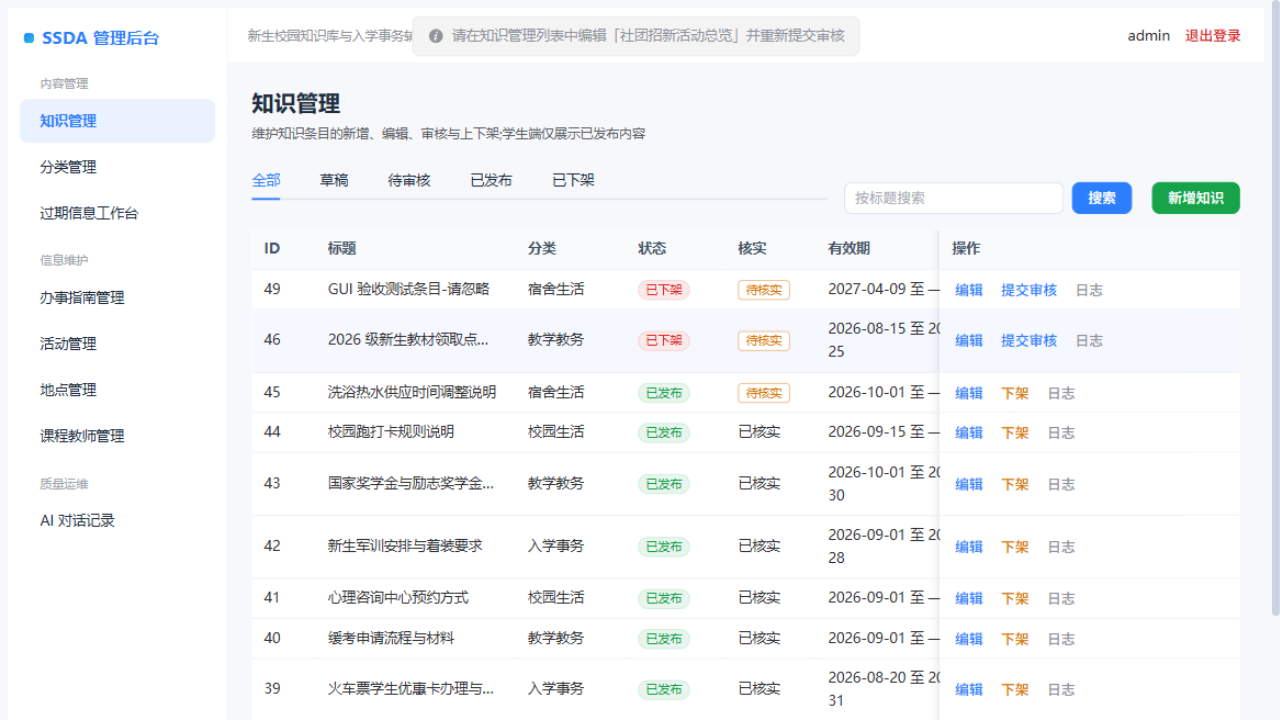 SSDA 管理后台
新生校园知识库与入学事务
请在知识管理列表中编辑「社团招新活动总览」并重新提交审核
admin 退出登录
内容管理
知识管理
分类管理
过期信息工作台
信息维护
办事指南管理
活动管理
地点管理
课程教师管理
质量运维
AI 对话记录
知识管理
维护知识条目的新增、编辑、审核与上下架;学生端仅展示已发布内容
全部 草稿 待审核 已发布 已下架
按标题搜索 搜索 新增知识
ID 标题 分类 状态 核实 有效期 操作
49 GUI 验收测试条目-请忽略 宿舍生活 已下架 待核实 2027-04-09 至 — 编辑 提交审核 日志
46 2026 级新生教材领取点... 教学教务 已下架 待核实 2026-08-15 至 20 编辑 提交审核 日志
25
45 洗浴热水供应时间调整说明 宿舍生活 已发布 待核实 2026-10-01 至 — 编辑 下架 日志
44 校园跑打卡规则说明 校园生活 已发布 已核实 2026-09-15 至 — 编辑 下架 日志
43 国家奖学金与励志奖学金... 教学教务 已发布 已核实 2026-10-01 至 20 编辑 下架 日志
30
42 新生军训安排与着装要求 入学事务 已发布 已核实 2026-09-01 至 20 编辑 下架 日志
28
41 心理咨询中心预约方式 校园生活 已发布 已核实 2026-09-01 至 — 编辑 下架 日志
40 缓考申请流程与材料 教学教务 已发布 已核实 2026-09-01 至 — 编辑 下架 日志
39 火车票学生优惠卡办理与... 入学事务 已发布 已核实 2026-08-20 至 20 编辑 下架 日志
31